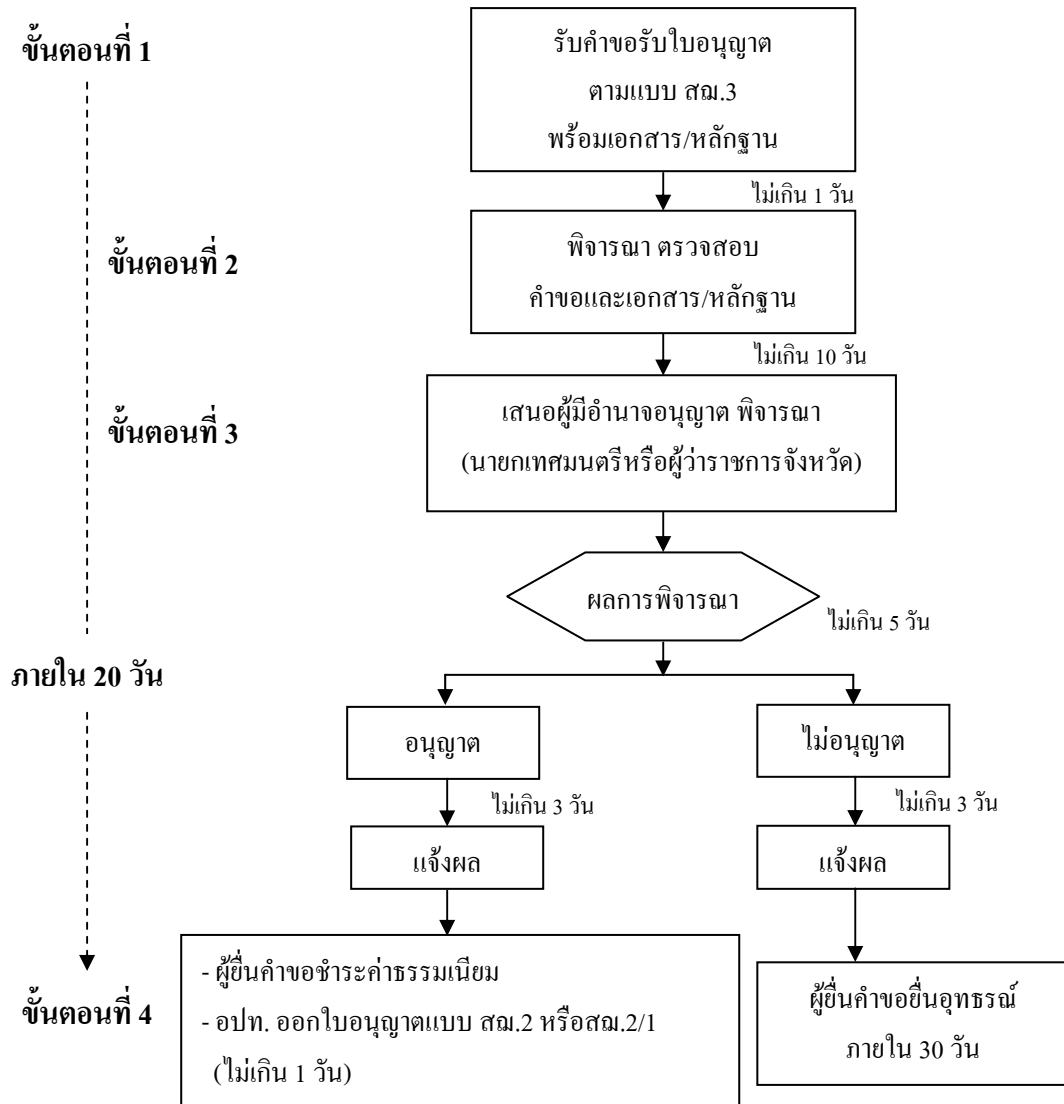 ขั้นตอนที่ 1
รับคำขอรับใบอนุญาต
ตามแบบ สฌ.3
พร้อมเอกสาร/หลักฐาน
ไม่เกิน 1 วัน
ขั้นตอนที่ 2
พิจารณา ตรวจสอบ
คำขอและเอกสาร/หลักฐาน
ไม่เกิน 10 วัน
ขั้นตอนที่ 3
เสนอผู้มีอำนาจอนุญาต พิจารณา
(นายกเทศมนตรีหรือผู้ว่าราชการจังหวัด)
ผลการพิจารณา
ไม่เกิน 5 วัน
ภายใน 20 วัน
อนุญาต
ไม่อนุญาต
ไม่เกิน 3 วัน
ไม่เกิน 3 วัน
แจ้งผล
แจ้งผล
ขั้นตอนที่ 4
- ผู้ยื่นคำขอชำระค่าธรรมเนียม
- อปท. ออกใบอนุญาตแบบ สฌ.2 หรือสฌ.2/1
(ไม่เกิน 1 วัน)
ผู้ยื่นคำขอยื่นอุทธรณ์
ภายใน 30 วัน